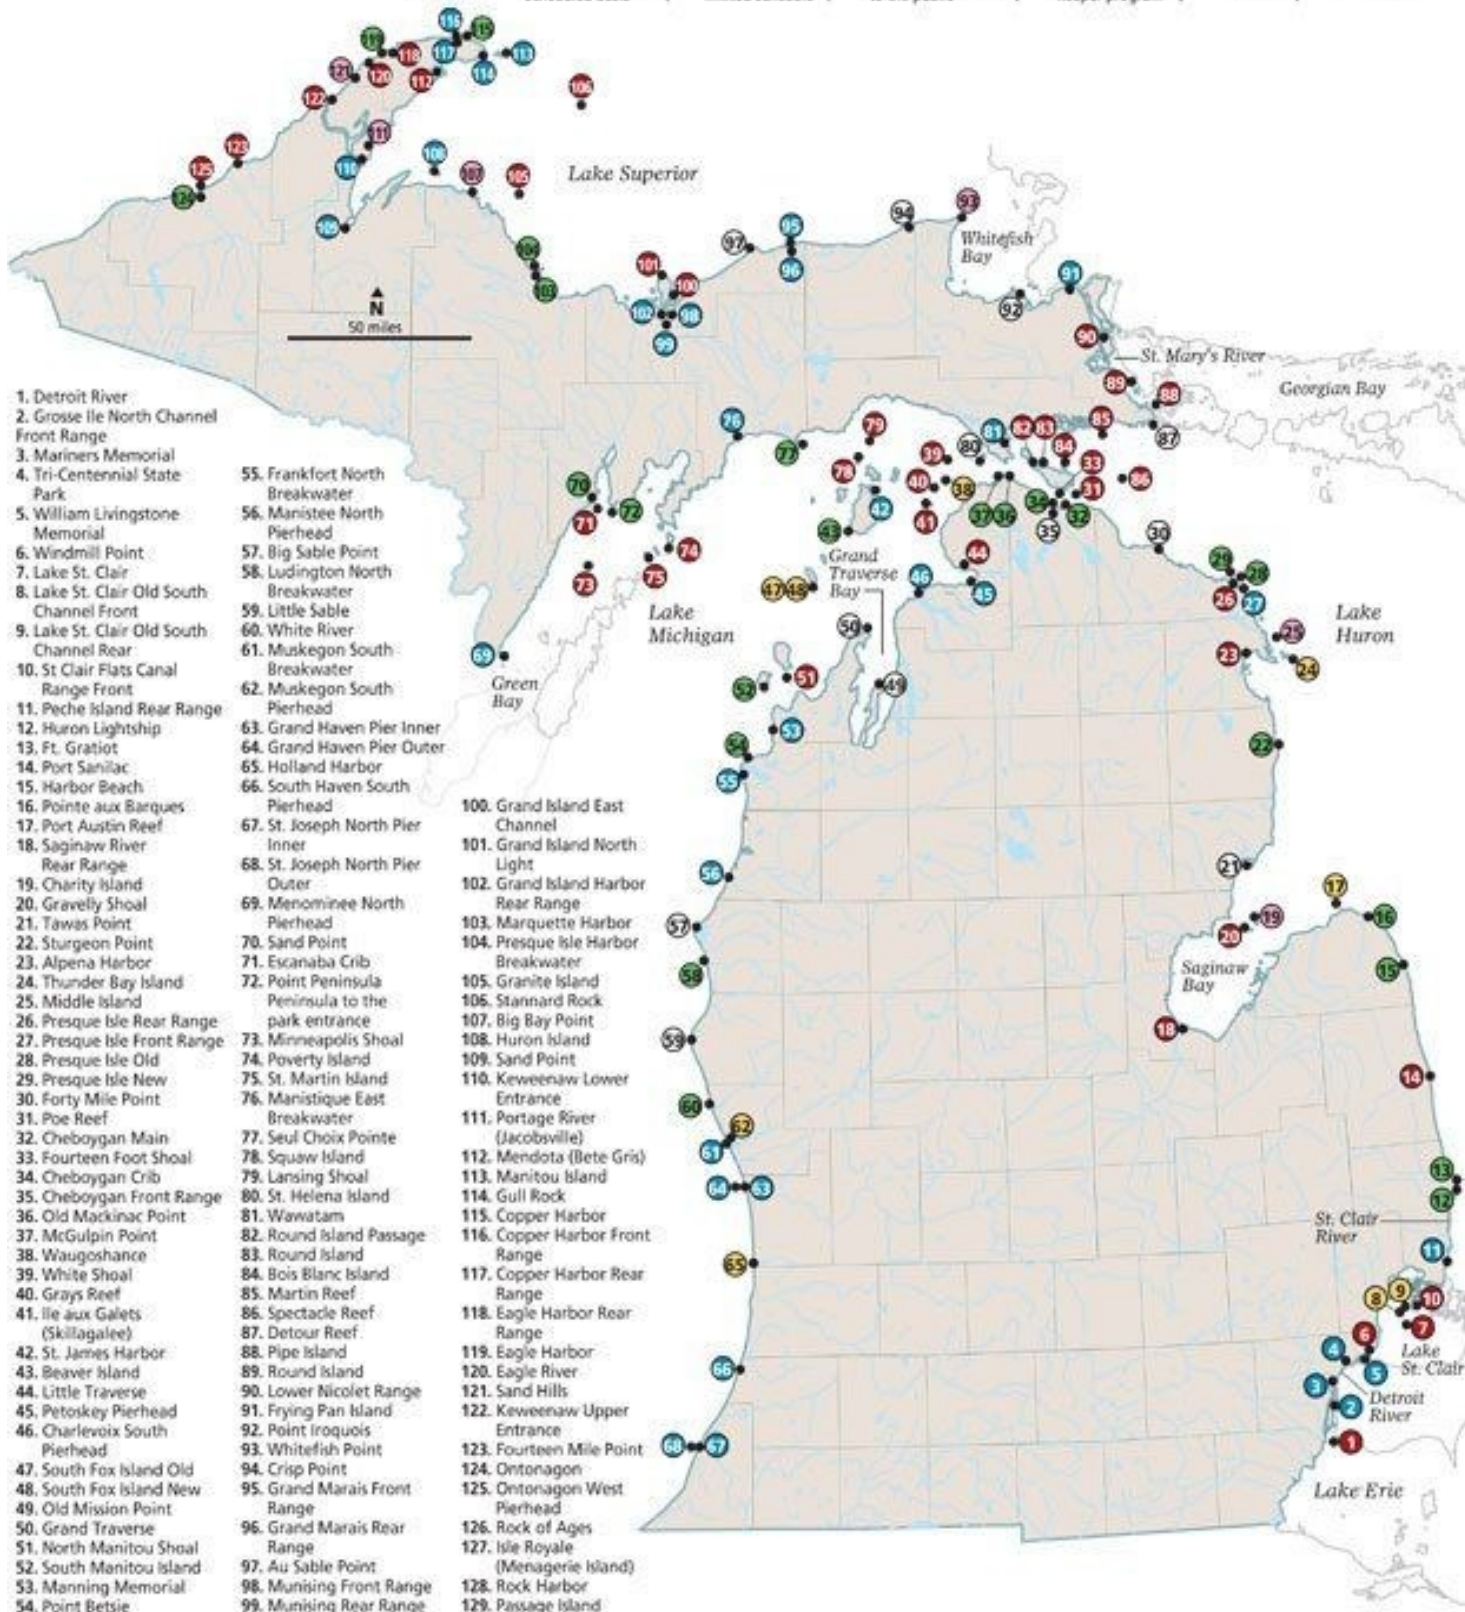 Lake Superior
Whitefish
Bay
N
50 miles
St. Mary's River
Georgian Bay
Grand
Traverse
Bay
Lake
Michigan
Green
Bay
Lake
Huron
Saginaw
Bay
St. Clair
River
Lake
St. Clair
Detroit
River
Lake Erie
1. Detroit River
2. Grosse Ile North Channel
Front Range
3. Mariners Memorial
4. Tri-Centennial State
Park
5. William Livingstone
Memorial
6. Windmill Point
7. Lake St. Clair
8. Lake St. Clair Old South
Channel Front
9. Lake St. Clair Old South
Channel Rear
10. St Clair Flats Canal
Range Front
11. Peche Island Rear Range
12. Huron Lightship
13. Ft. Gratiot
14. Port Sanilac
15. Harbor Beach
16. Pointe aux Barques
17. Port Austin Reef
18. Saginaw River
Rear Range
19. Charity Island
20. Gravelly Shoal
21. Tawas Point
22. Sturgeon Point
23. Alpena Harbor
24. Thunder Bay Island
25. Middle Island
26. Presque Isle Rear Range
27. Presque Isle Front Range
28. Presque Isle Old
29. Presque Isle New
30. Forty Mile Point
31. Poe Reef
32. Cheboygan Main
33. Fourteen Foot Shoal
34. Cheboygan Crib
35. Cheboygan Front Range
36. Old Mackinac Point
37. McGulpin Point
38. Waugoshance
39. White Shoal
40. Grays Reef
41. Ile aux Galets
(Skillagalee)
42. St. James Harbor
43. Beaver Island
44. Little Traverse
45. Petoskey Pierhead
46. Charlevoix South
Pierhead
47. South Fox Island Old
48. South Fox Island New
49. Old Mission Point
50. Grand Traverse
51. North Manitou Shoal
52. South Manitou Island
53. Manning Memorial
54. Point Betsie
55. Frankfort North
Breakwater
56. Manistee North
Pierhead
57. Big Sable Point
58. Ludington North
Breakwater
59. Little Sable
60. White River
61. Muskegon South
Breakwater
62. Muskegon South
Pierhead
63. Grand Haven Pier Inner
64. Grand Haven Pier Outer
65. Holland Harbor
66. South Haven South
Pierhead
67. St. Joseph North Pier
Inner
68. St. Joseph North Pier
Outer
69. Menominee North
Pierhead
70. Sand Point
71. Escanaba Crib
72. Point Peninsula
Peninsula to the
park entrance
73. Minneapolis Shoal
74. Poverty Island
75. St. Martin Island
76. Manistique East
Breakwater
77. Seul Choix Pointe
78. Squaw Island
79. Lansing Shoal
80. St. Helena Island
81. Wawatam
82. Round Island Passage
83. Round Island
84. Bois Blanc Island
85. Martin Reef
86. Spectacle Reef
87. Detour Reef
88. Pipe Island
89. Round Island
90. Lower Nicolet Range
91. Frying Pan Island
92. Point Iroquois
93. Whitefish Point
94. Crisp Point
95. Grand Marais Front
Range
96. Grand Marais Rear
Range
97. Au Sable Point
98. Munising Front Range
99. Munising Rear Range
100. Grand Island East
Channel
101. Grand Island North
Light
102. Grand Island Harbor
Rear Range
103. Marquette Harbor
104. Presque Isle Harbor
Breakwater
105. Granite Island
106. Stannard Rock
107. Big Bay Point
108. Huron Island
109. Sand Point
110. Keweenaw Lower
Entrance
111. Portage River
(Jacobsville)
112. Mendota (Bete Gris)
113. Manitou Island
114. Gull Rock
115. Copper Harbor
116. Copper Harbor Front
Range
117. Copper Harbor Rear
Range
118. Eagle Harbor Rear
Range
119. Eagle Harbor
120. Eagle River
121. Sand Hills
122. Keweenaw Upper
Entrance
123. Fourteen Mile Point
124. Ontonagon
125. Ontonagon West
Pierhead
126. Rock of Ages
127. Isle Royale
(Menagerie Island)
128. Rock Harbor
129. Passage Island